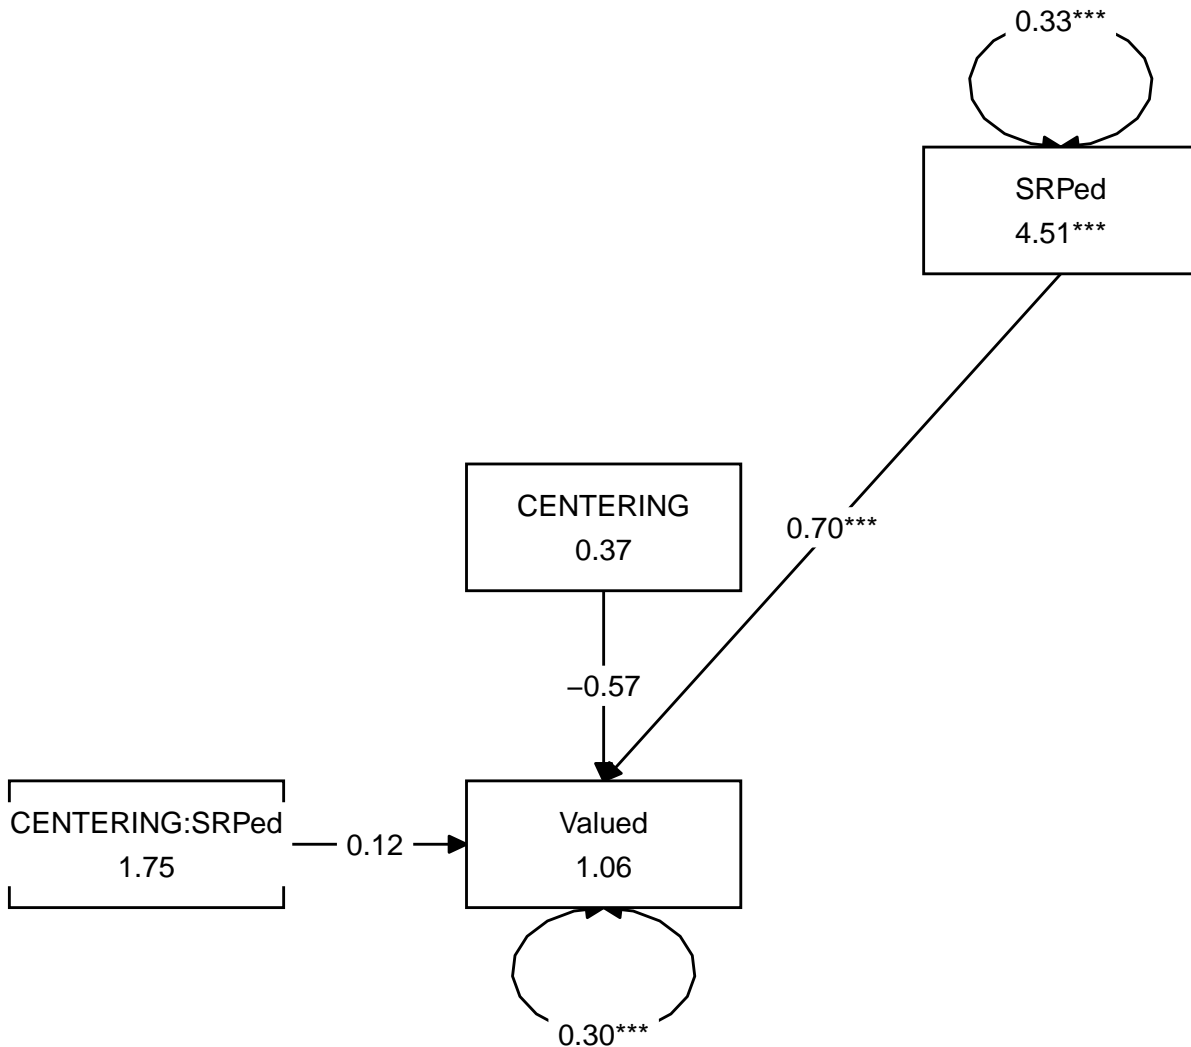 0.33***
SRPed
4.51***
CENTERING
0.37
0.70***
−0.57
CENTERING:SRPed
1.75
0.12
Valued
1.06
0.30***